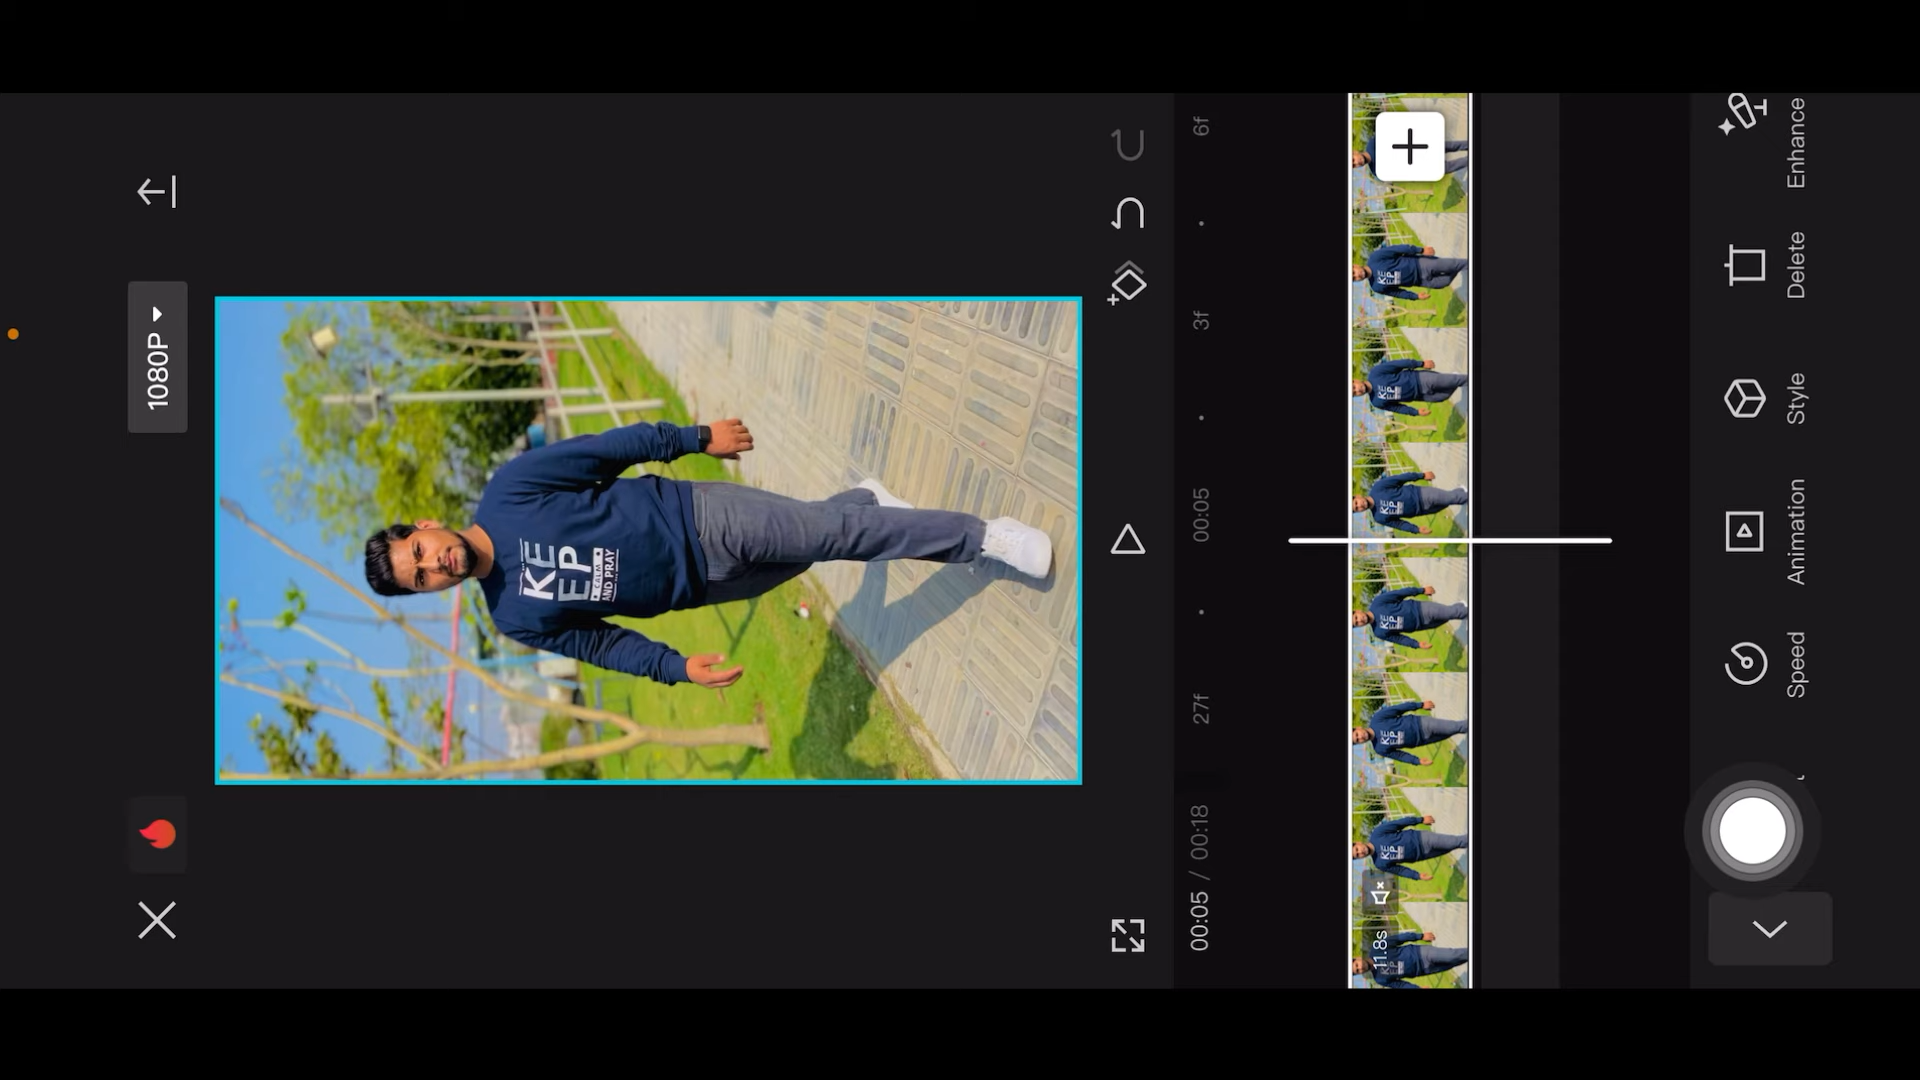 1080P
KE
EP
CALM
AND PRAY
00:05 / 00:18
27f
00:05
3f
6f
11.8s
Speed
Animation
Style
Delete
Enhance